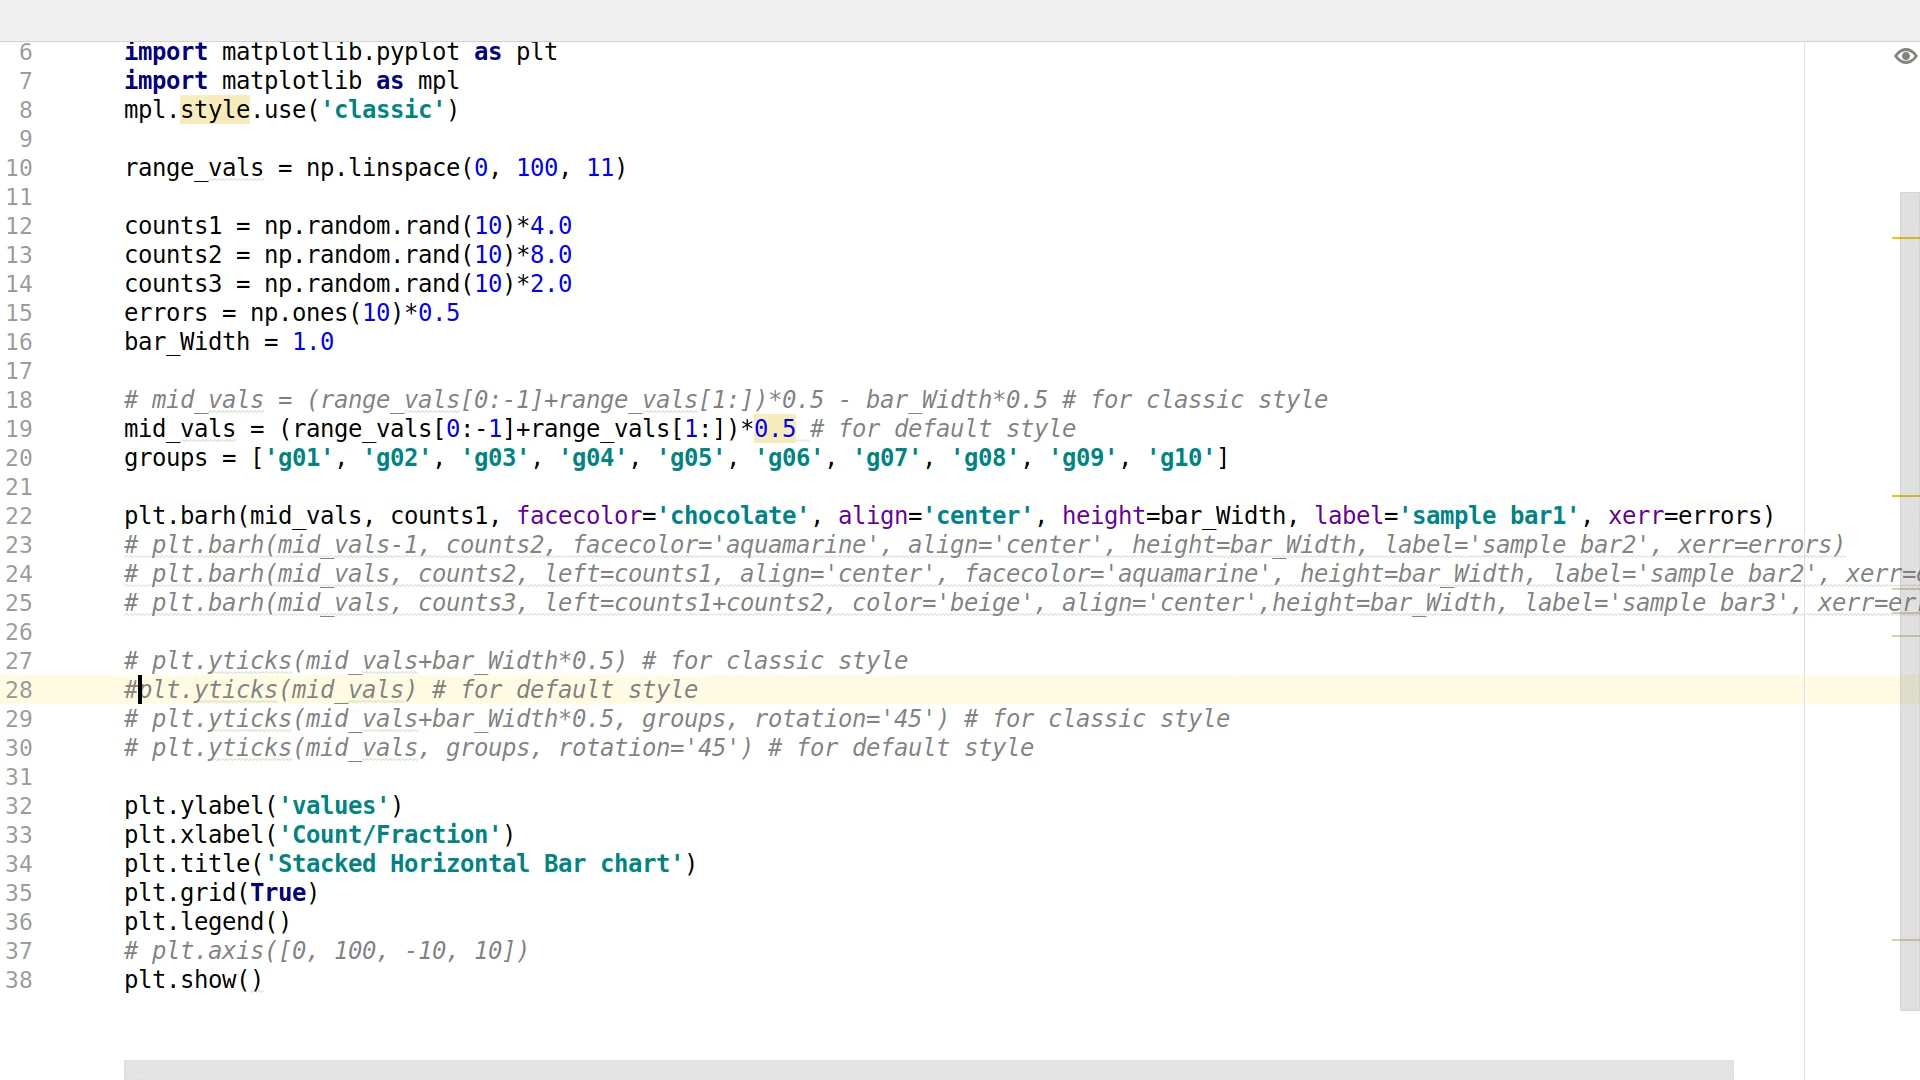 6 import matplotlib.pyplot as plt
7 import matplotlib as mpl
8 mpl.style.use('classic')
9
10 range_vals = np.linspace(0, 100, 11)
11
12 counts1 = np.random.rand(10)*4.0
13 counts2 = np.random.rand(10)*8.0
14 counts3 = np.random.rand(10)*2.0
15 errors = np.ones(10)*0.5
16 bar_Width = 1.0
17
18 # mid_vals = (range_vals[0:-1]+range_vals[1:])*0.5 - bar_Width*0.5 # for classic style
19 mid_vals = (range_vals[0:-1]+range_vals[1:])*0.5 # for default style
20 groups = ['g01', 'g02', 'g03', 'g04', 'g05', 'g06', 'g07', 'g08', 'g09', 'g10']
21
22 plt.barh(mid_vals, counts1, facecolor='chocolate', align='center', height=bar_Width, label='sample bar1', xerr=errors)
23 # plt.barh(mid_vals-1, counts2, facecolor='aquamarine', align='center', height=bar_Width, label='sample bar2', xerr=errors)
24 # plt.barh(mid_vals, counts2, left=counts1, align='center', facecolor='aquamarine', height=bar_Width, label='sample bar2', xerr=
25 # plt.barh(mid_vals, counts3, left=counts1+counts2, color='beige', align='center',height=bar_Width, label='sample bar3', xerr=er
26
27 # plt.yticks(mid_vals+bar_Width*0.5) # for classic style
28 #plt.yticks(mid_vals) # for default style
29 # plt.yticks(mid_vals+bar_Width*0.5, groups, rotation='45') # for classic style
30 # plt.yticks(mid_vals, groups, rotation='45') # for default style
31
32 plt.ylabel('values')
33 plt.xlabel('Count/Fraction')
34 plt.title('Stacked Horizontal Bar chart')
35 plt.grid(True)
36 plt.legend()
37 # plt.axis([0, 100, -10, 10])
38 plt.show()